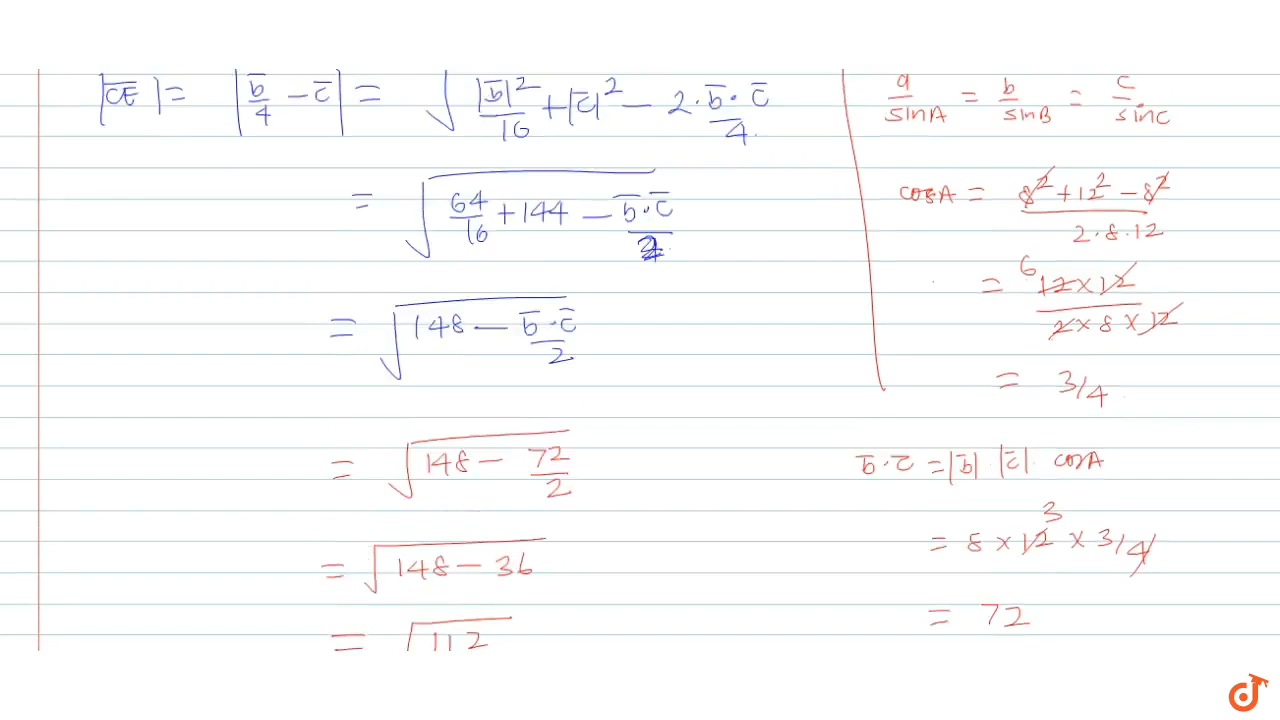 |C̅E̅| = |b̅/4 − c̅| = √(|b̅|²/16 + |c̅|² − 2·b̅·c̅/4)
= √(64/16 + 144 − b̅·c̅/2)
= √(148 − b̅·c̅/2)
= √(148 − 72/2)
= √(148 − 36)
= √112
a/sinA = b/sinB = c/sinC
cosA = (8² + 12² − 8²)/(2·8·12)
= 6 12×12/(2×8×12)
= 3/4
b̅·c̅ = |b̅|·|c̅|·cosA
= 8 × 12 3 × 3/4
= 72